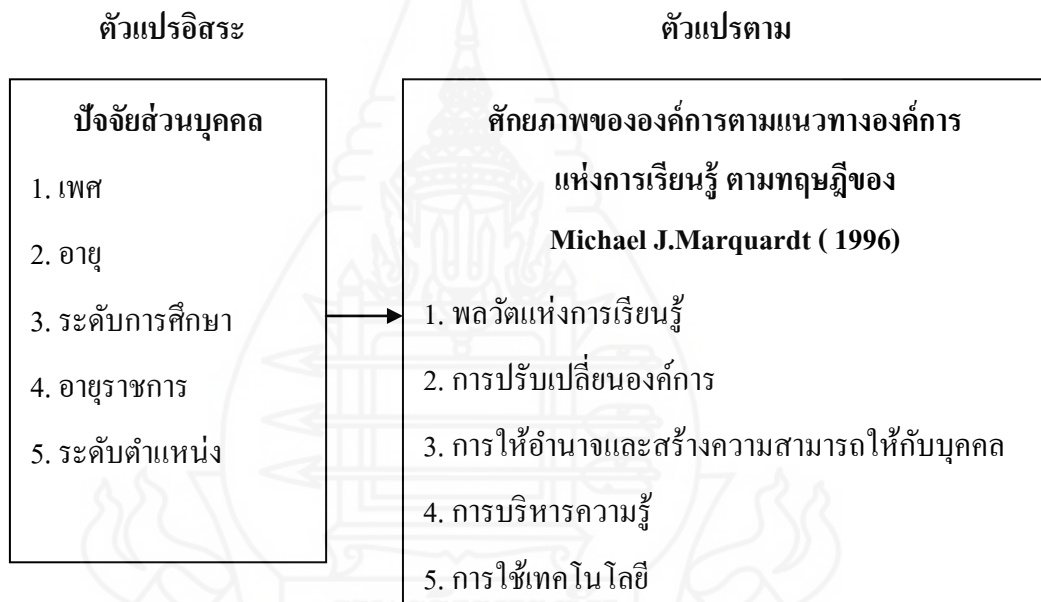 ตัวแปรอิสระ
ตัวแปรตาม
ปัจจัยส่วนบุคคล
1. เพศ
2. อายุ
3. ระดับการศึกษา
4. อายุราชการ
5. ระดับตำแหน่ง
ศักยภาพขององค์การตามแนวทางองค์การ
แห่งการเรียนรู้ ตามทฤษฎีของ
Michael J.Marquardt ( 1996)
1. พลวัตแห่งการเรียนรู้
2. การปรับเปลี่ยนองค์การ
3. การให้อำนาจและสร้างความสามารถให้กับบุคคล
4. การบริหารความรู้
5. การใช้เทคโนโลยี